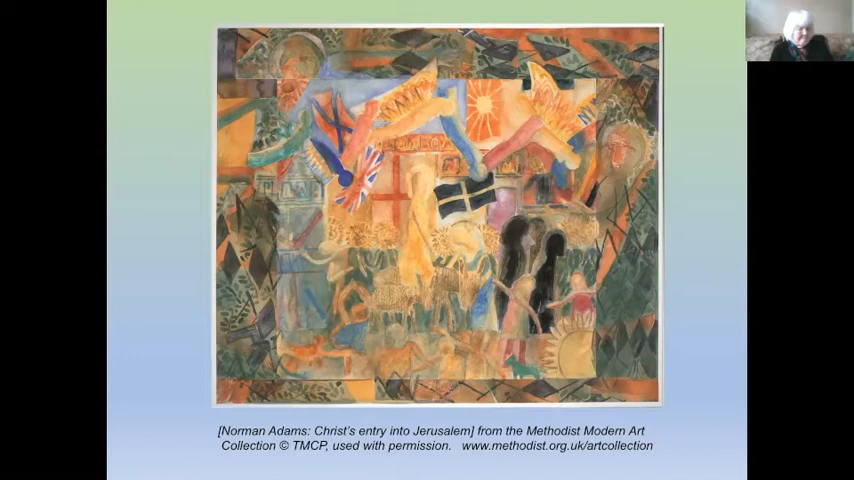 [Norman Adams: Christ's entry into Jerusalem] from the Methodist Modern Art
Collection © TMCP, used with permission. www.methodist.org.uk/artcollection